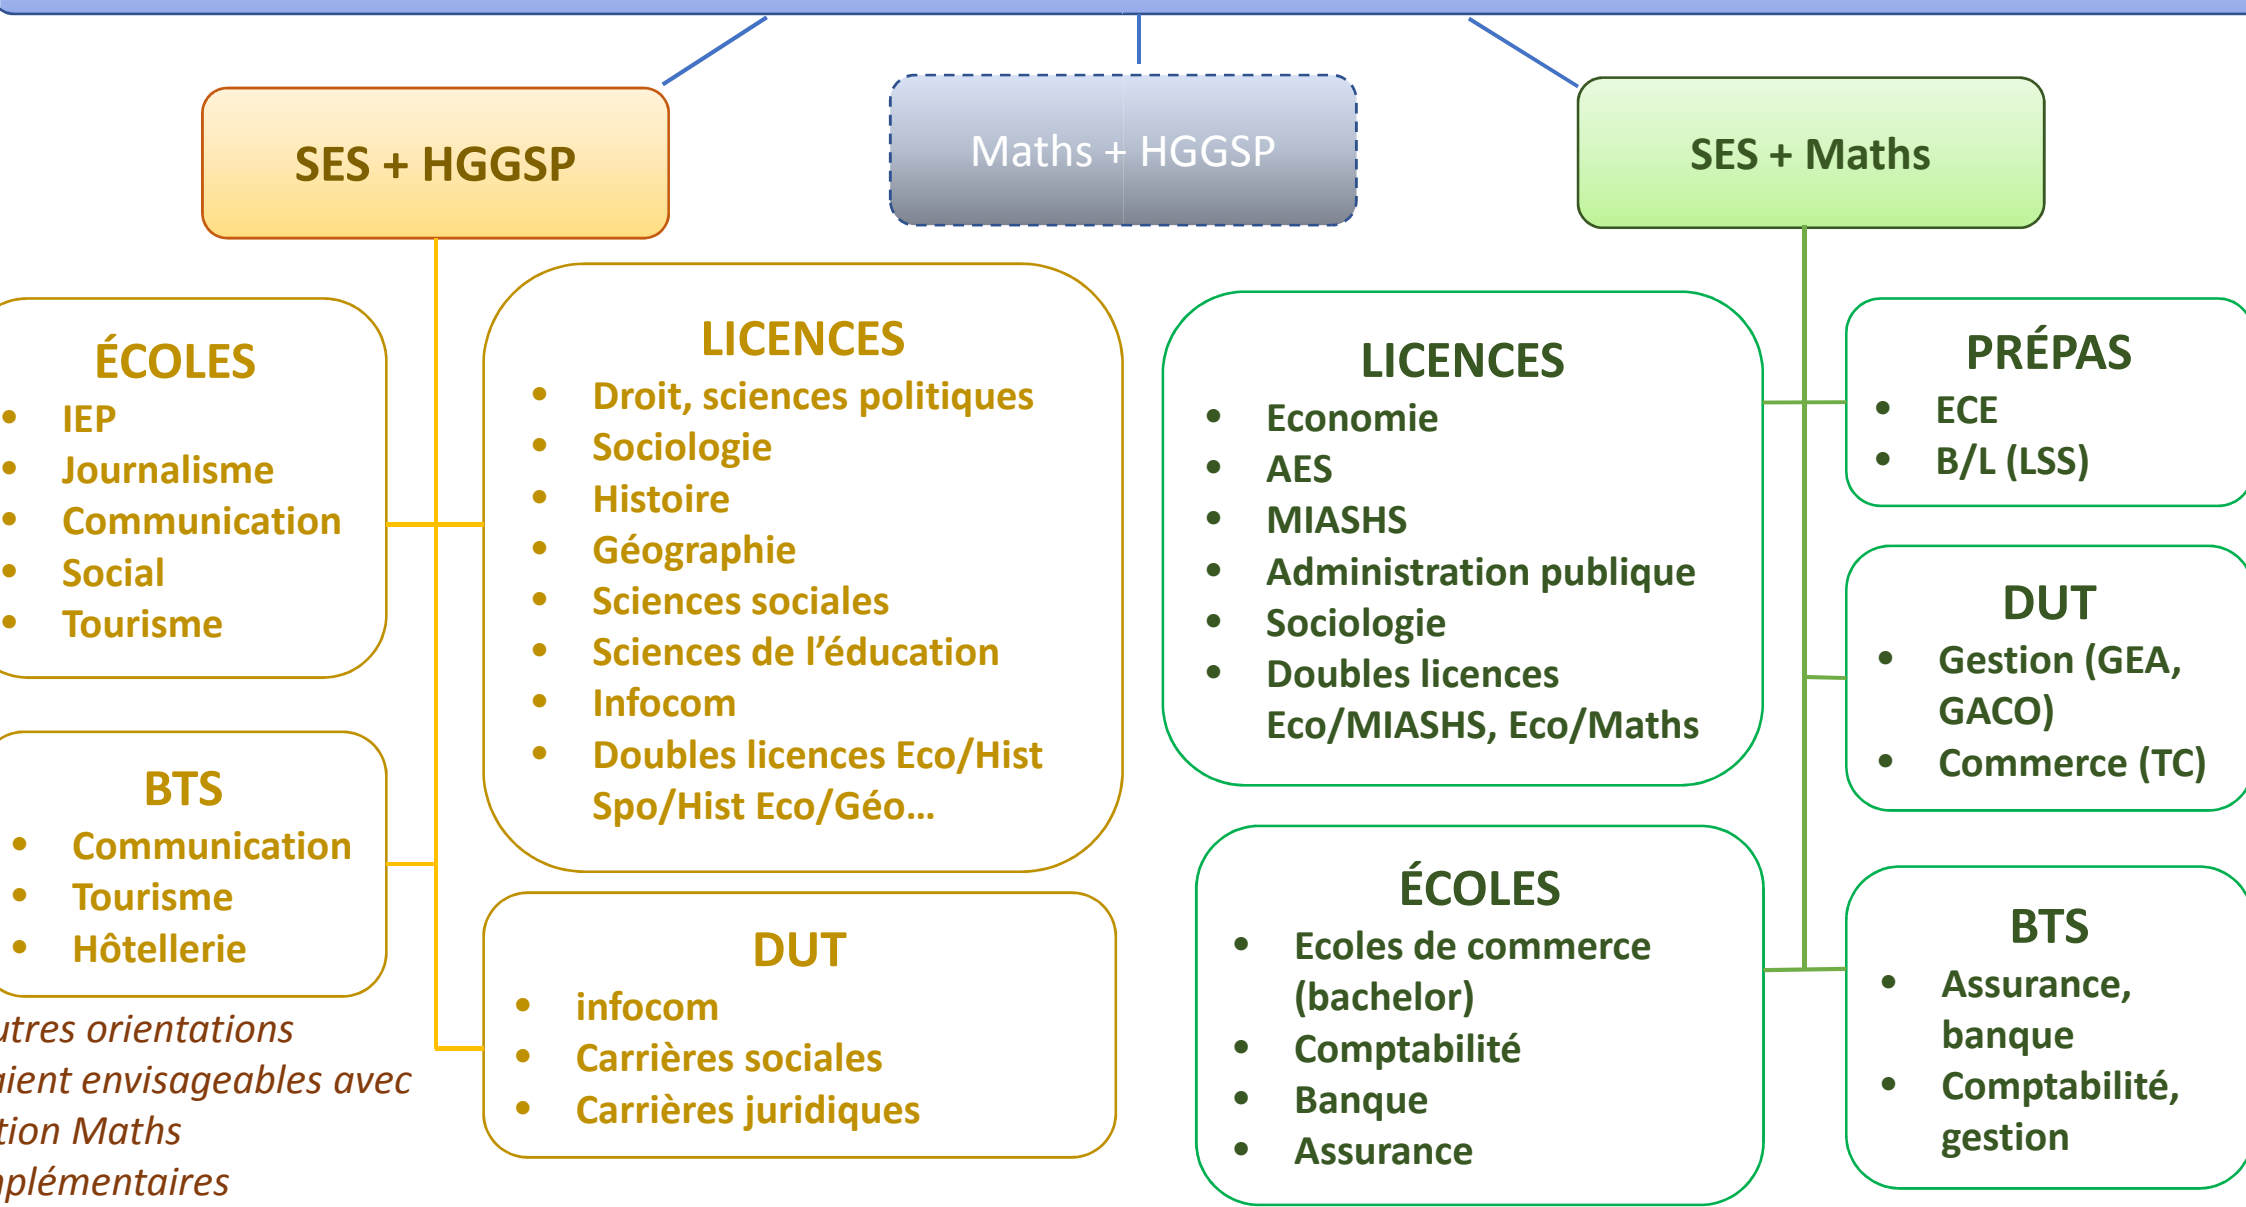 SES + HGGSP
Maths + HGGSP
SES + Maths
ÉCOLES
• IEP
• Journalisme
• Communication
• Social
• Tourisme
BTS
• Communication
• Tourisme
• Hôtellerie
utres orientations
aient envisageables avec
tion Maths
plémentaires
LICENCES
• Droit, sciences politiques
• Sociologie
• Histoire
• Géographie
• Sciences sociales
• Sciences de l’éducation
• Infocom
• Doubles licences Eco/Hist
Spo/Hist Eco/Géo…
DUT
• infocom
• Carrières sociales
• Carrières juridiques
LICENCES
• Economie
• AES
• MIASHS
• Administration publique
• Sociologie
• Doubles licences
Eco/MIASHS, Eco/Maths
ÉCOLES
• Ecoles de commerce
(bachelor)
• Comptabilité
• Banque
• Assurance
PRÉPAS
• ECE
• B/L (LSS)
DUT
• Gestion (GEA,
GACO)
• Commerce (TC)
BTS
• Assurance,
banque
• Comptabilité,
gestion